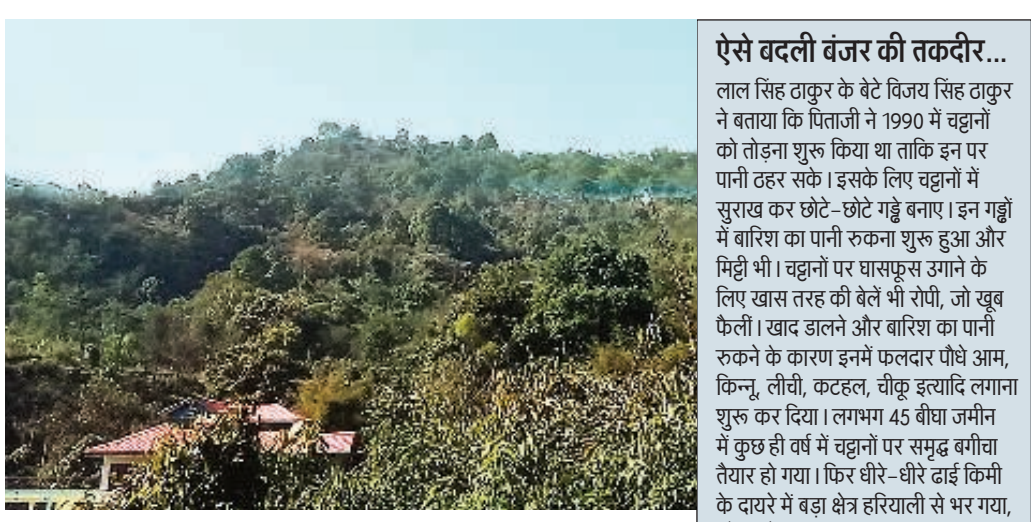 ऐसे बदली बंजर की तकदीर...
लाल सिंह ठाकुर के बेटे विजय सिंह ठाकुर
ने बताया कि पिताजी ने 1990 में चट्टानों
को तोड़ना शुरू किया था ताकि इन पर
पानी ठहर सके। इसके लिए चट्टानों में
सुराख कर छोटे-छोटे गड्ढे बनाए। इन गड्ढों
में बारिश का पानी रुकना शुरू हुआ और
मिट्टी भी। चट्टानों पर घासफूस उगाने के
लिए खास तरह की बेलें भी रोपी, जो खूब
फैलीं। खाद डालने और बारिश का पानी
रुकने के कारण इनमें फलदार पौधे आम,
किन्नू, लीची, कटहल, चीकू इत्यादि लगाना
शुरू कर दिया। लगभग 45 बीघा जमीन
में कुछ ही वर्ष में चट्टानों पर समृद्ध बगीचा
तैयार हो गया। फिर धीरे-धीरे ढाई किमी
के दायरे में बड़ा क्षेत्र हरियाली से भर गया,